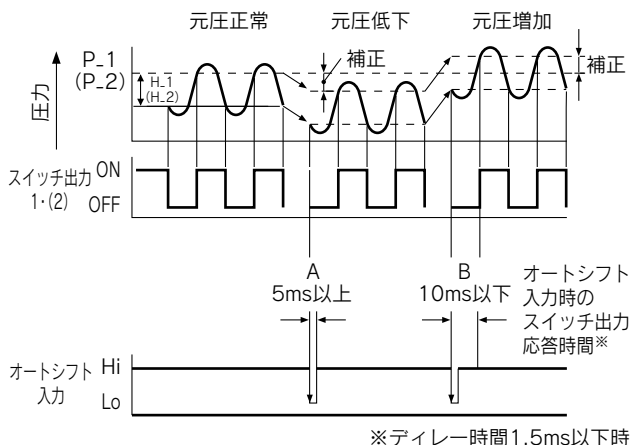 元圧正常 元圧低下 元圧増加
P_1
(P_2)
H_1
(H_2)
補正
補正
圧力
スイッチ出力
1·(2)
ON
OFF
A
5ms以上
B
10ms以下
オートシフト
入力時の
スイッチ出力
応答時間※
オートシフト
入力
Hi
Lo
※ディレー時間1.5ms以下時